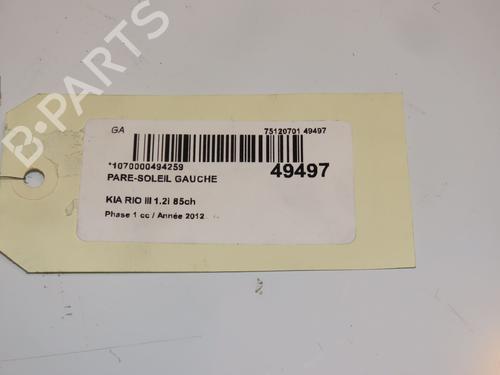 B-PARTS
GA
75120701 49497
*1070000494259
49497
PARE-SOLEIL GAUCHE
KIA RIO III 1.2i 85ch
Phase 1 cc / Année 2012